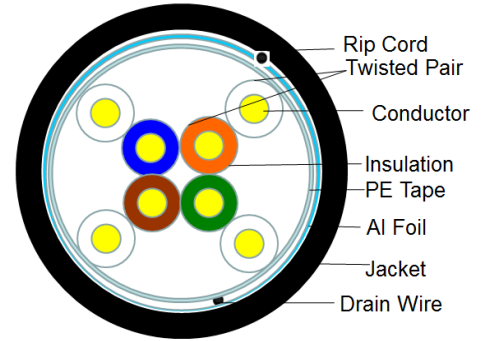 Rip Cord
Twisted Pair
Conductor
Insulation
PE Tape
Al Foil
Jacket
Drain Wire